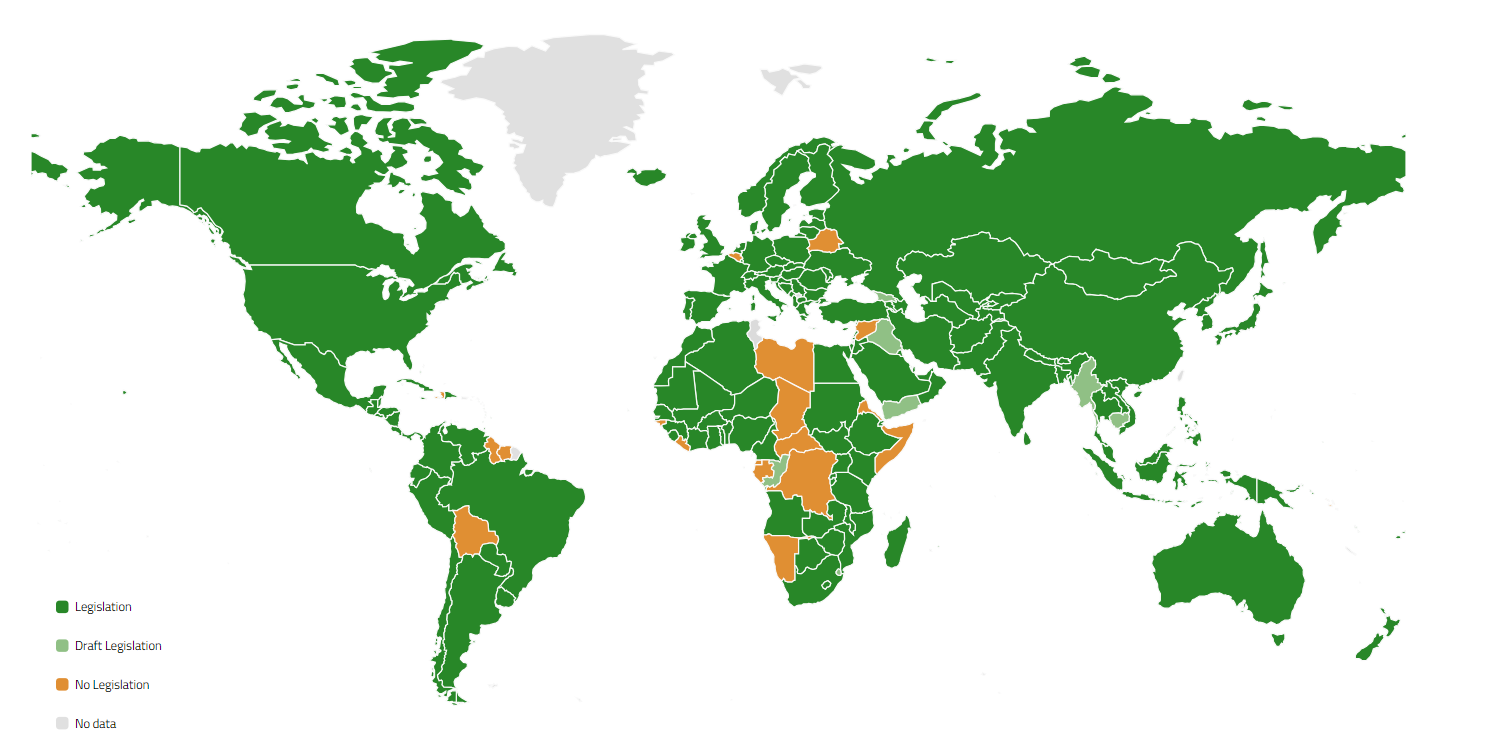 Legislation
Draft Legislation
No Legislation
No data